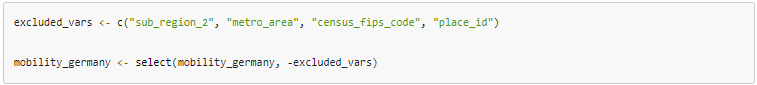 excluded_vars <- c("sub_region_2", "metro_area", "census_fips_code", "place_id")
mobility_germany <- select(mobility_germany, -excluded_vars)